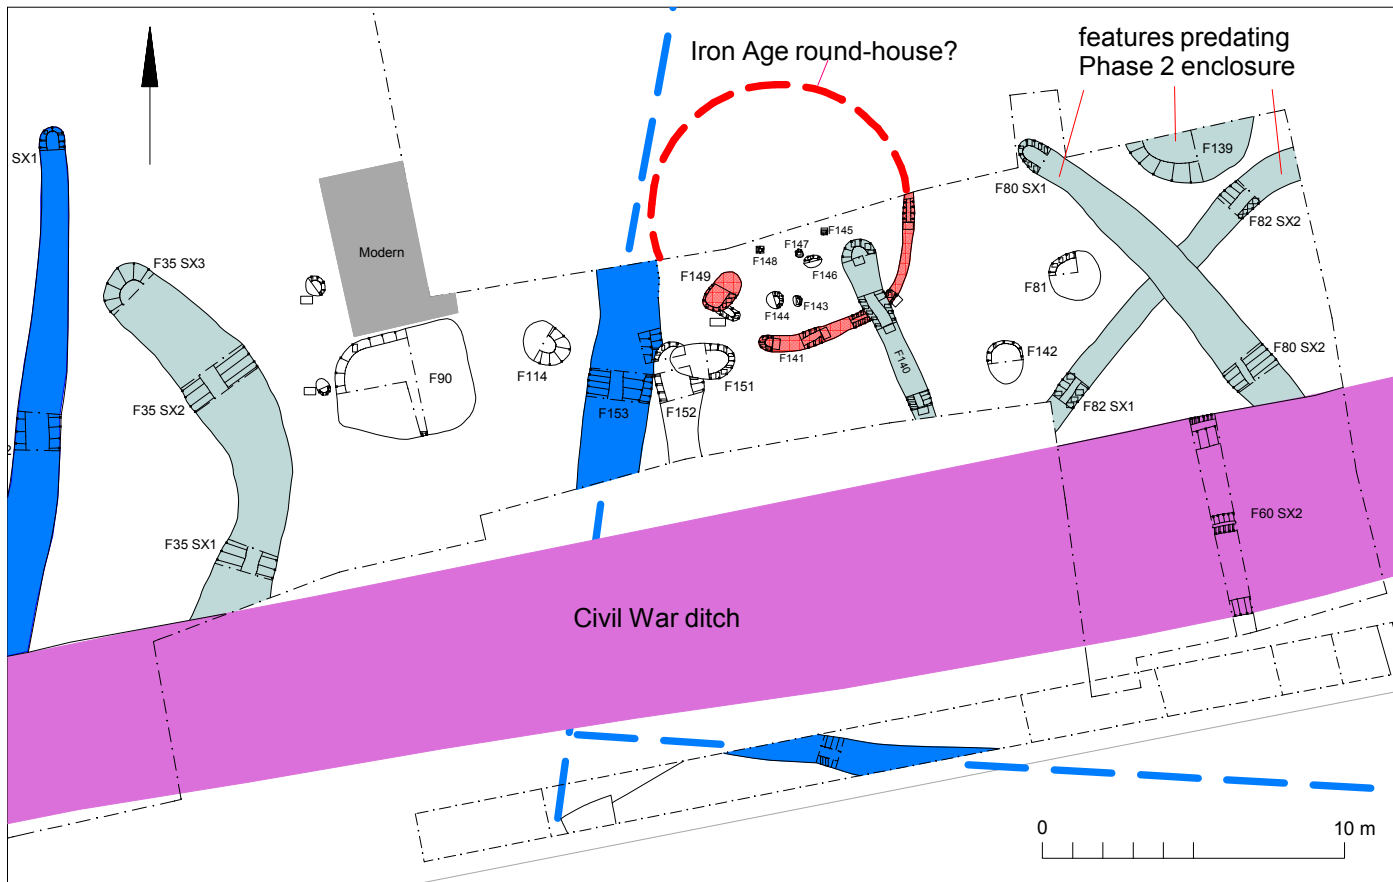 Iron Age round-house?
features predating
Phase 2 enclosure
SX1
F139
F80 SX1
F82 SX2
F145
F147
F148
F146
F35 SX3
Modern
F149
F81
F144
F143
F141
F140
F142
F80 SX2
F90
F114
F151
F35 SX2
F153
F152
F82 SX1
2
F60 SX2
F35 SX1
Civil War ditch
0
10 m